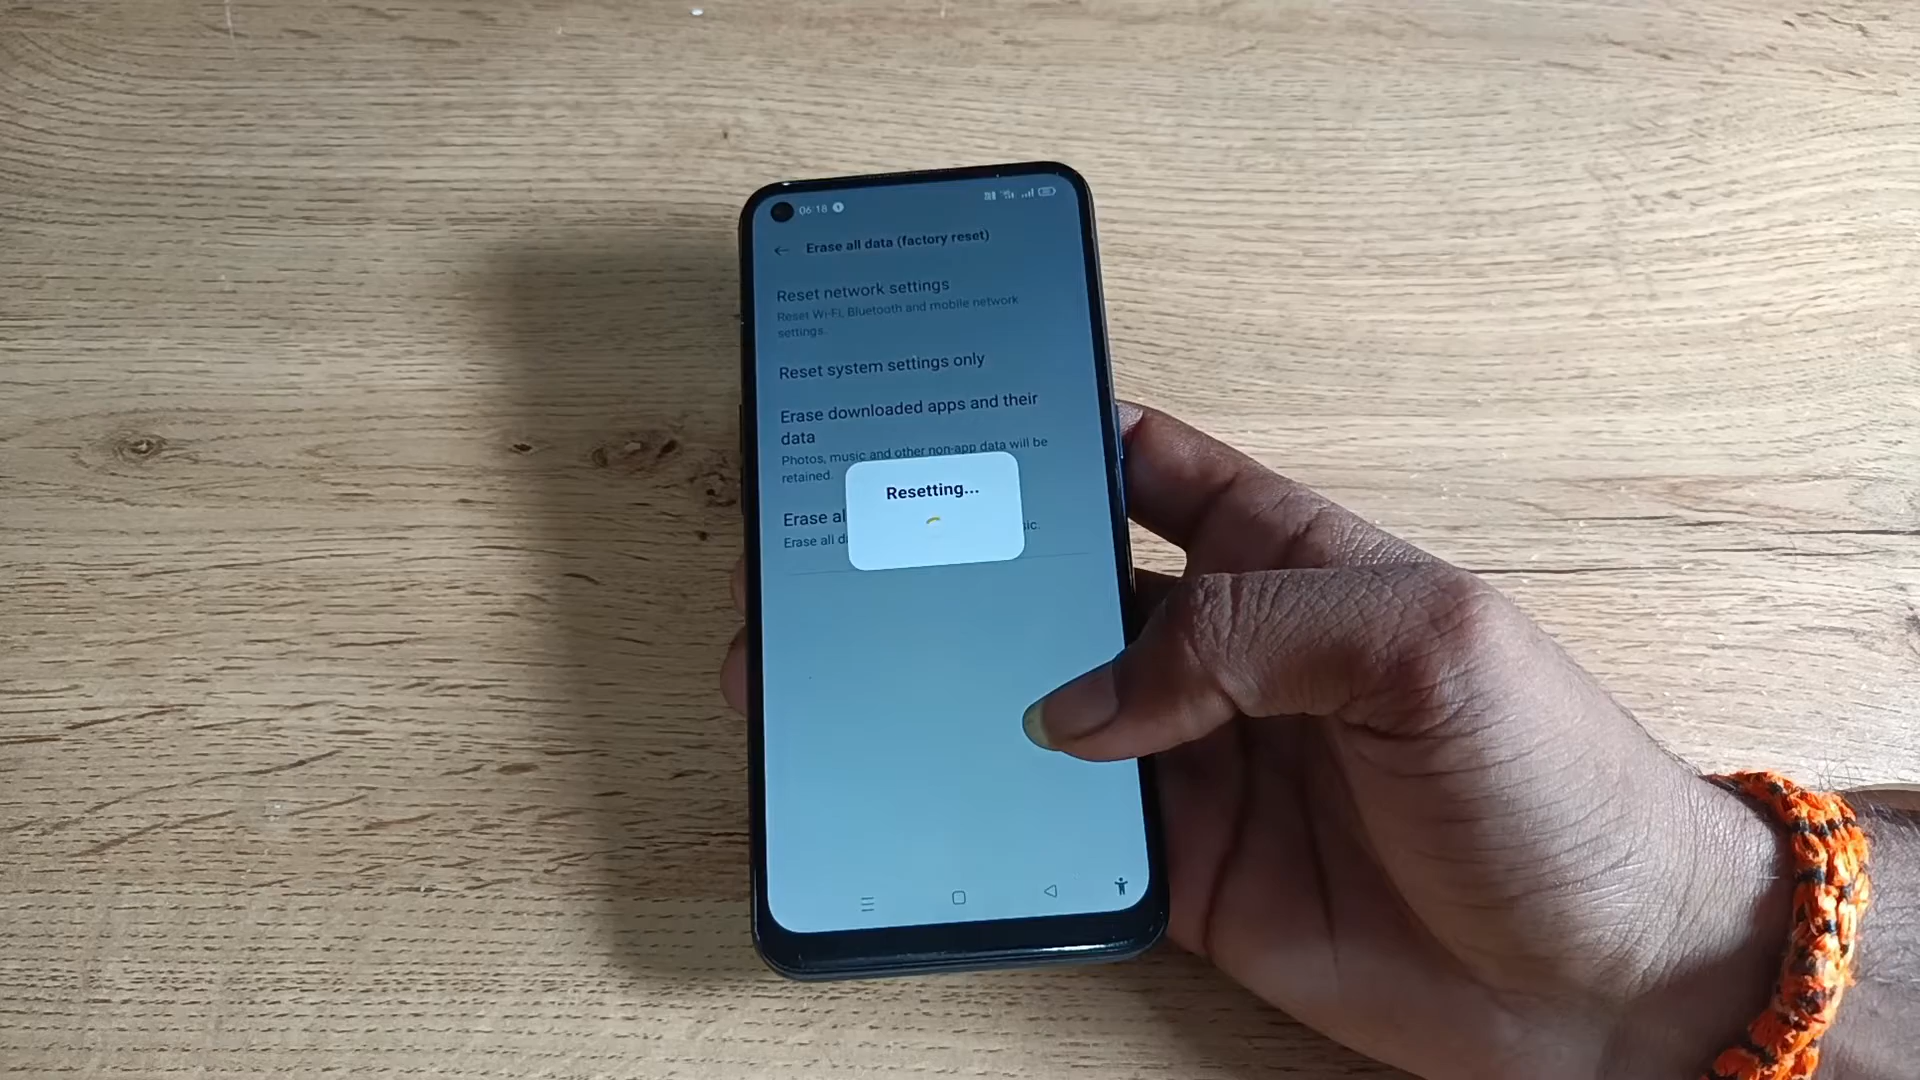 06:18
Erase all data (factory reset)
Reset network settings
Reset Wi-Fi, Bluetooth and mobile network
settings.
Reset system settings only
Erase downloaded apps and their
data
Photos, music and other non-app data will be
retained.
Resetting...
Erase al
Erase all d
ic.